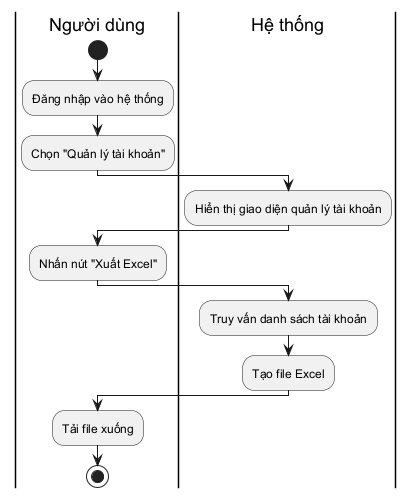 Người dùng
Hệ thống
Đăng nhập vào hệ thống
Chọn "Quản lý tài khoản"
Hiển thị giao diện quản lý tài khoản
Nhấn nút "Xuất Excel"
Truy vấn danh sách tài khoản
Tạo file Excel
Tải file xuống